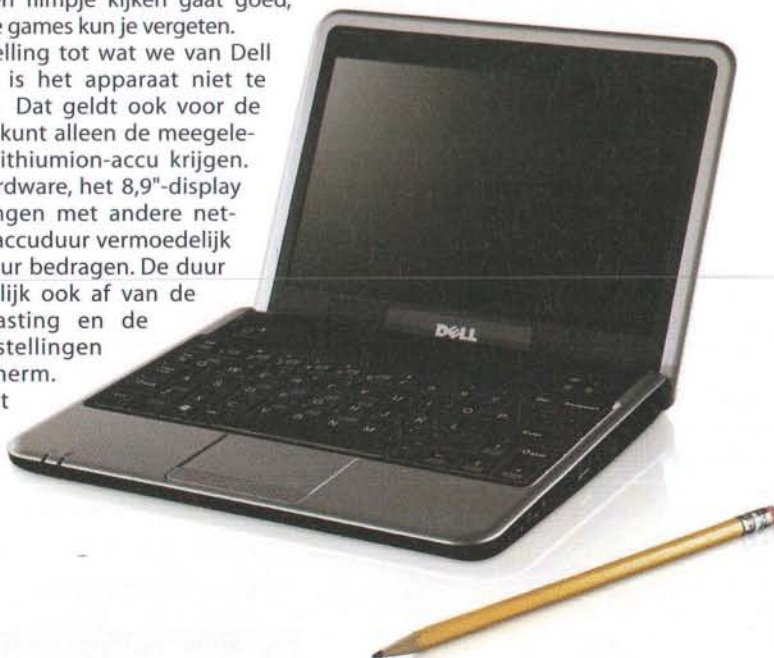 en filmpje kijken gaat goed,
e games kun je vergeten.
elling tot wat we van Dell
is het apparaat niet te
Dat geldt ook voor de
kunt alleen de meegele-
ithiumion-accu krijgen.
rdware, het 8,9"-display
ngen met andere net-
accuduur vermoedelijk
ur bedragen. De duur
lijk ook af van de
asting en de
stellingen
herm.
t
DELL